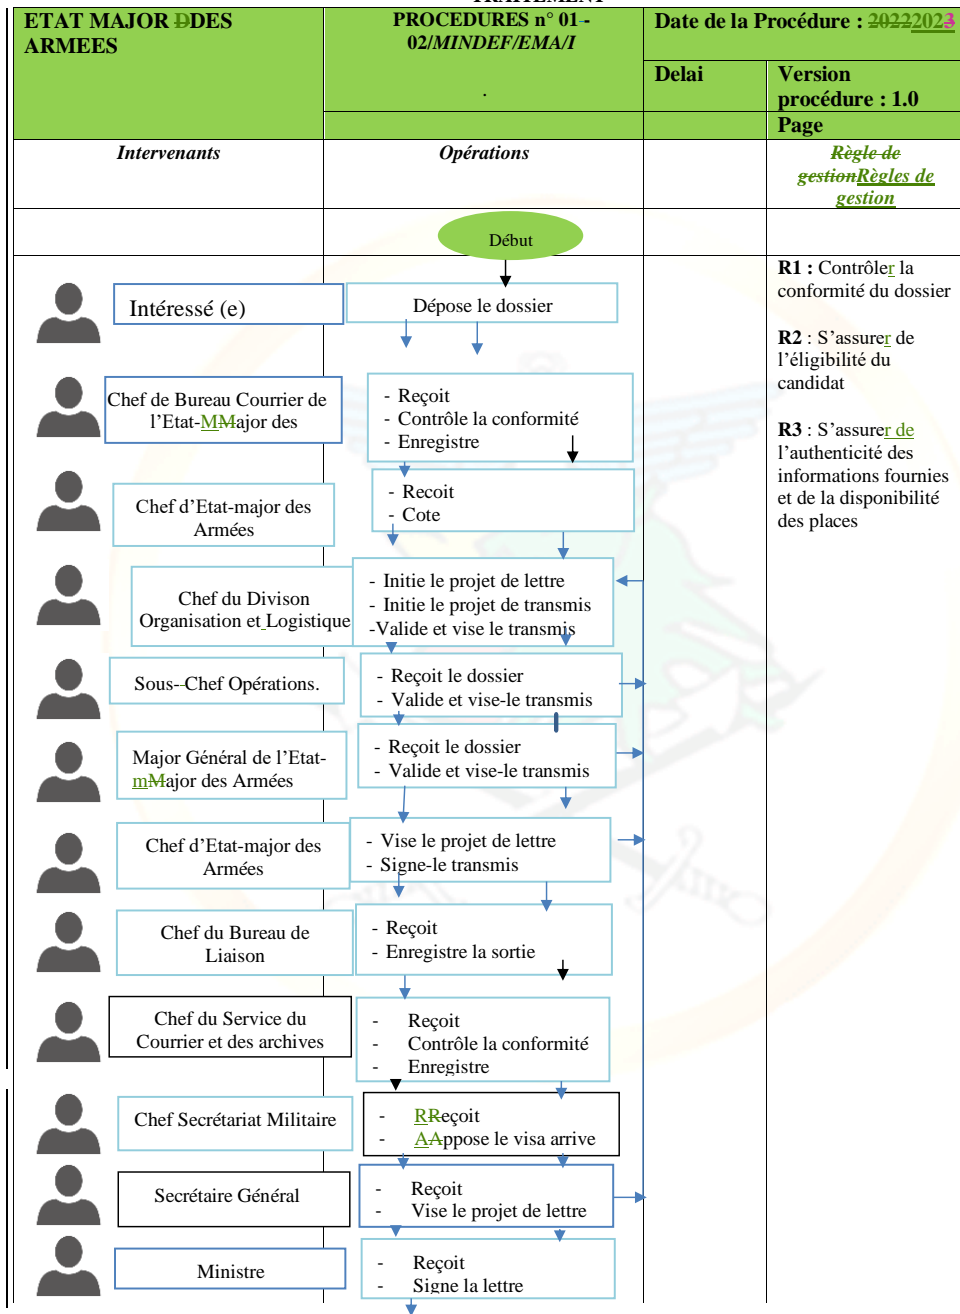 TRAITEMENT
ETAT MAJOR DDES
ARMEES
PROCEDURES n° 01--
02/MINDEF/EMA/I
.
Date de la Procédure : 20222023
Delai
Version
procédure : 1.0
Page
Intervenants
Opérations
Règle de
gestionRègles de
gestion
Début
Intéressé (e)
Dépose le dossier
R1 : Contrôler la
conformité du dossier
R2 : S’assurer de
l’éligibilité du
candidat
R3 : S’assurer de
l’authenticité des
informations fournies
et de la disponibilité
des places
Chef de Bureau Courrier de
l’Etat-MMajor des
- Reçoit
- Contrôle la conformité
- Enregistre
Chef d’Etat-major des
Armées
- Recoit
- Cote
Chef du Divison
Organisation et Logistique
- Initie le projet de lettre
- Initie le projet de transmis
-Valide et vise le transmis
Sous--Chef Opérations.
- Reçoit le dossier
- Valide et vise-le transmis
Major Général de l’Etat-
mMajor des Armées
- Reçoit le dossier
- Valide et vise-le transmis
Chef d’Etat-major des
Armées
- Vise le projet de lettre
- Signe-le transmis
Chef du Bureau de
Liaison
- Reçoit
- Enregistre la sortie
Chef du Service du
Courrier et des archives
- Reçoit
- Contrôle la conformité
- Enregistre
Chef Secrétariat Militaire
- RReçoit
- AAppose le visa arrive
Secrétaire Général
- Reçoit
- Vise le projet de lettre
Ministre
- Reçoit
- Signe la lettre